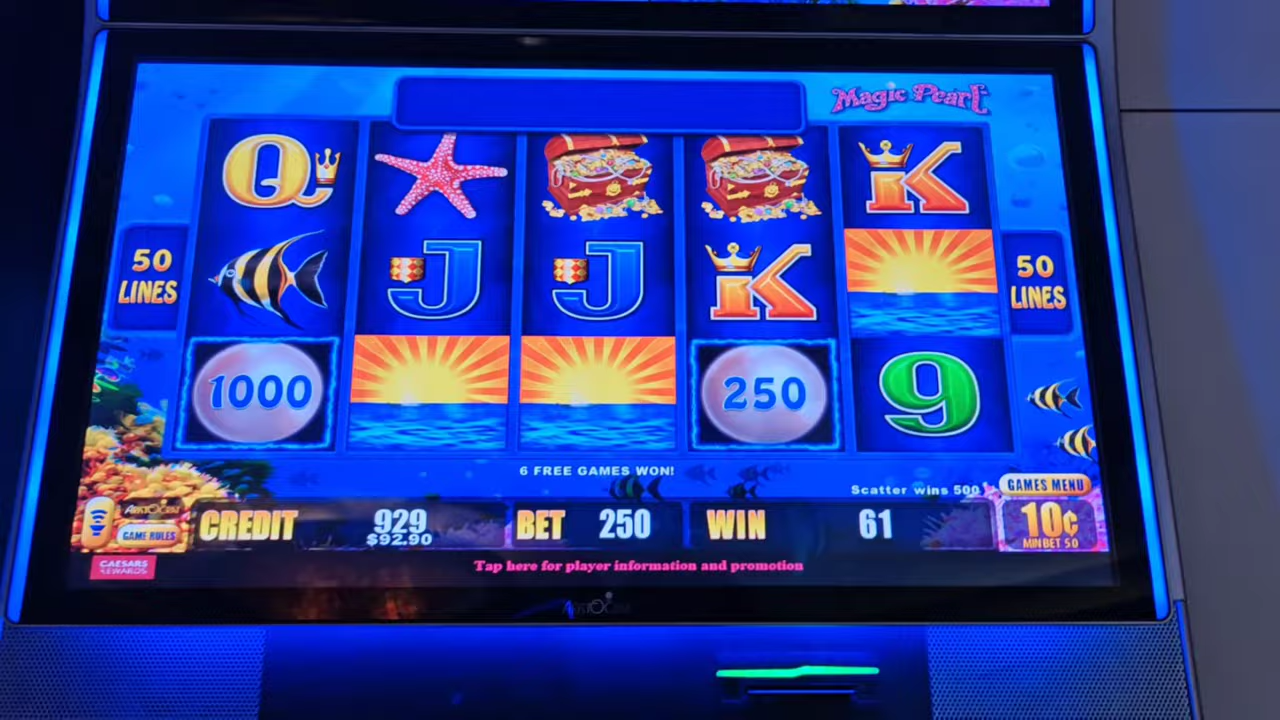 Magic Pearl
Q K
50 LINES
J J K
50 LINES
1000
250
9
6 FREE GAMES WON!
Scatter wins 500
GAMES MENU
ARISTOCRAT
GAME RULES
CREDIT 929
$92.90
BET 250
WIN 61
10¢
MIN BET 50
CAESARS
REWARDS
Tap here for player information and promotion
ARISTOCRAT